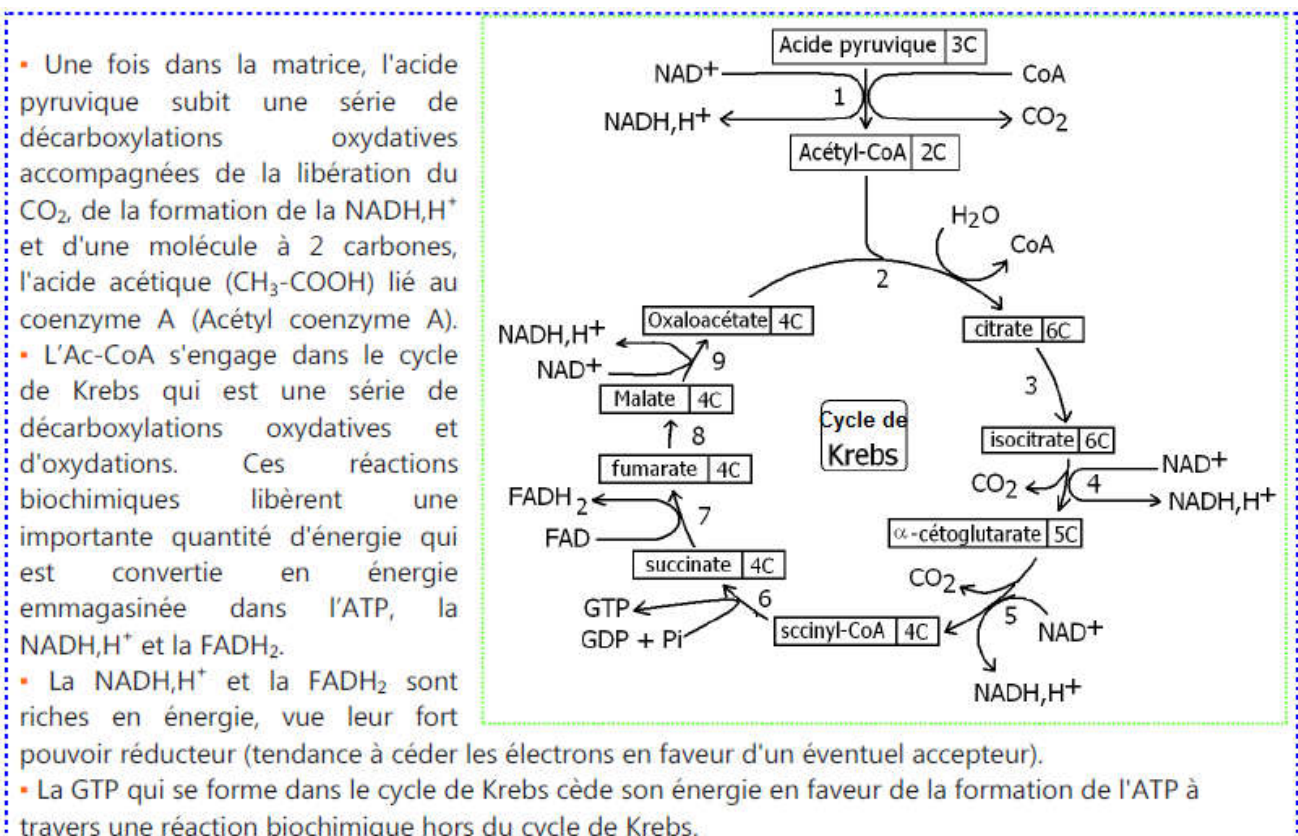 • Une fois dans la matrice, l'acide
pyruvique subit une série de
décarboxylations oxydatives
accompagnées de la libération du
CO₂, de la formation de la NADH,H⁺
et d'une molécule à 2 carbones,
l'acide acétique (CH₃-COOH) lié au
coenzyme A (Acétyl coenzyme A).
• L'Ac-CoA s'engage dans le cycle
de Krebs qui est une série de
décarboxylations oxydatives et
d'oxydations. Ces réactions
biochimiques libèrent une
importante quantité d'énergie qui
est convertie en énergie
emmagasinée dans l'ATP, la
NADH,H⁺ et la FADH₂.
• La NADH,H⁺ et la FADH₂ sont
riches en énergie, vue leur fort
pouvoir réducteur (tendance à céder les électrons en faveur d'un éventuel accepteur).
• La GTP qui se forme dans le cycle de Krebs cède son énergie en faveur de la formation de l'ATP à
travers une réaction biochimique hors du cycle de Krebs.
Acide pyruvique 3C
NAD+ CoA
1
NADH,H+ CO₂
Acétyl-CoA 2C
H₂O
CoA
2
Oxaloacétate 4C
citrate 6C
NADH,H+
NAD+
9
3
Malate 4C
Cycle de
Krebs
8
isocitrate 6C
fumarate 4C
CO₂
4
NAD+
NADH,H+
FADH₂
FAD
7
α-cétoglutarate 5C
succinate 4C
CO₂
GTP
GDP + Pi
6
sccinyl-CoA 4C
5
NAD+
NADH,H+